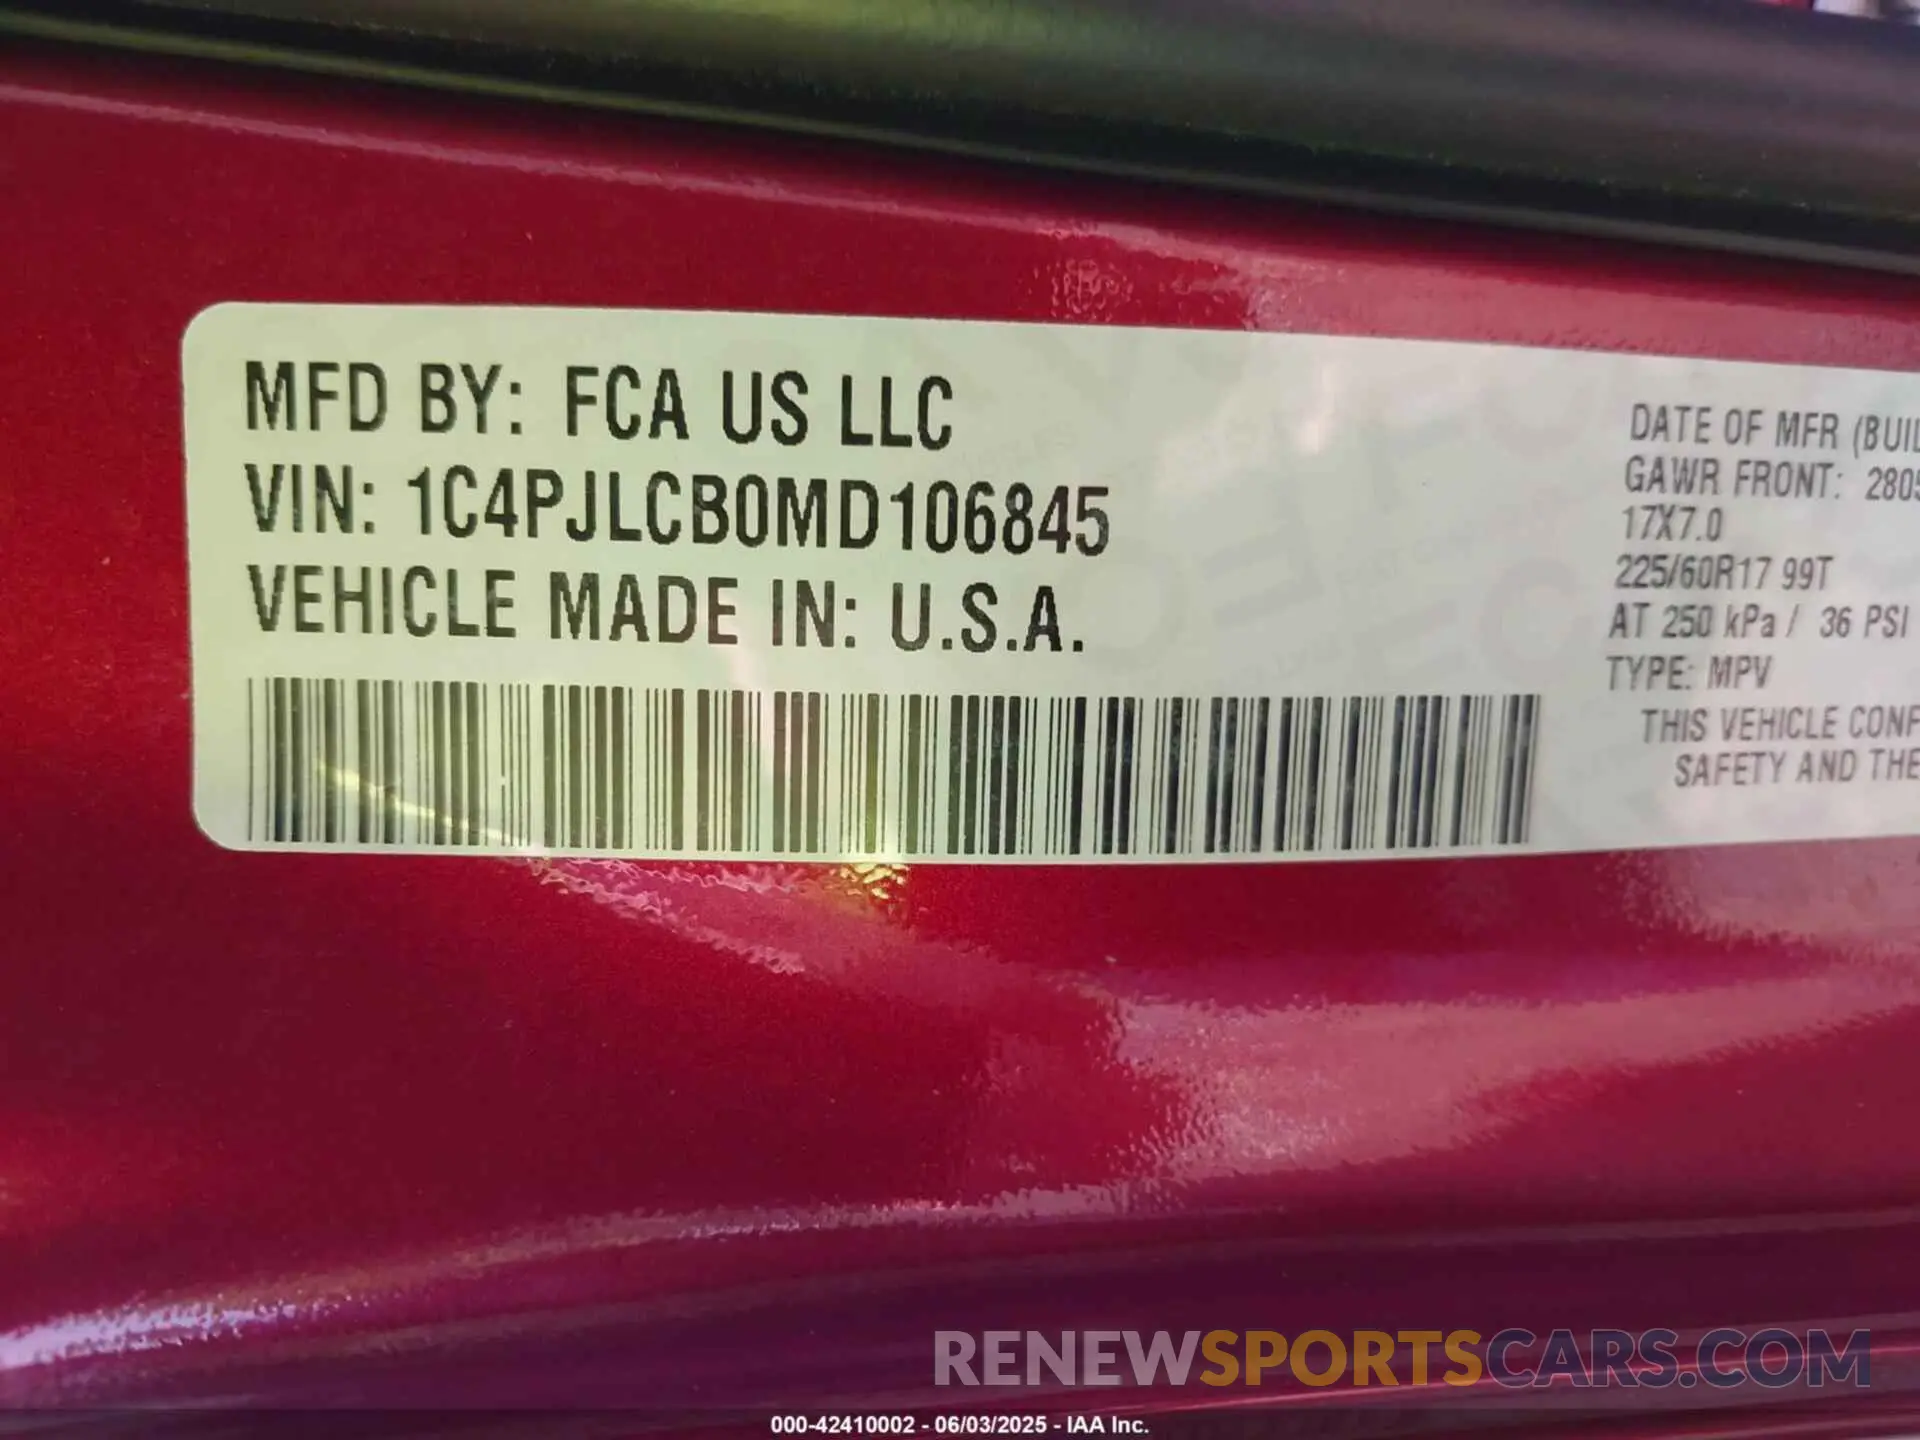 MFD BY: FCA US LLC
VIN: 1C4PJLCB0MD106845
VEHICLE MADE IN: U.S.A.
DATE OF MFR (BUIL
GAWR FRONT: 2805
17X7.0
225/60R17 99T
AT 250 kPa / 36 PSI
TYPE: MPV
THIS VEHICLE CONF
SAFETY AND THE
RENEWSPORTSCARS.COM
000-42410002 - 06/03/2025 - IAA Inc.